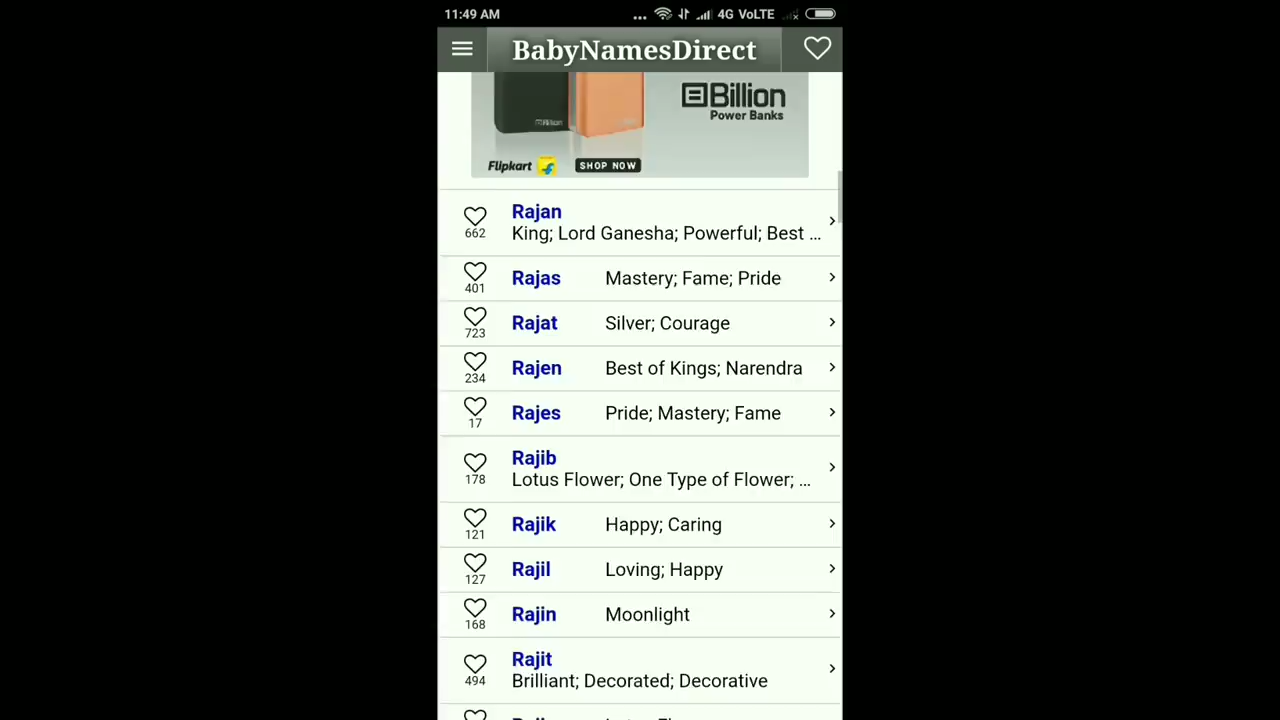 11:49 AM ... 4G VoLTE
BabyNamesDirect
Billion
Power Banks
Billion
Flipkart SHOP NOW
Rajan
662 King; Lord Ganesha; Powerful; Best ...
Rajas Mastery; Fame; Pride
401
Rajat Silver; Courage
723
Rajen Best of Kings; Narendra
234
Rajes Pride; Mastery; Fame
17
Rajib
178 Lotus Flower; One Type of Flower; ...
Rajik Happy; Caring
121
Rajil Loving; Happy
127
Rajin Moonlight
168
Rajit
494 Brilliant; Decorated; Decorative